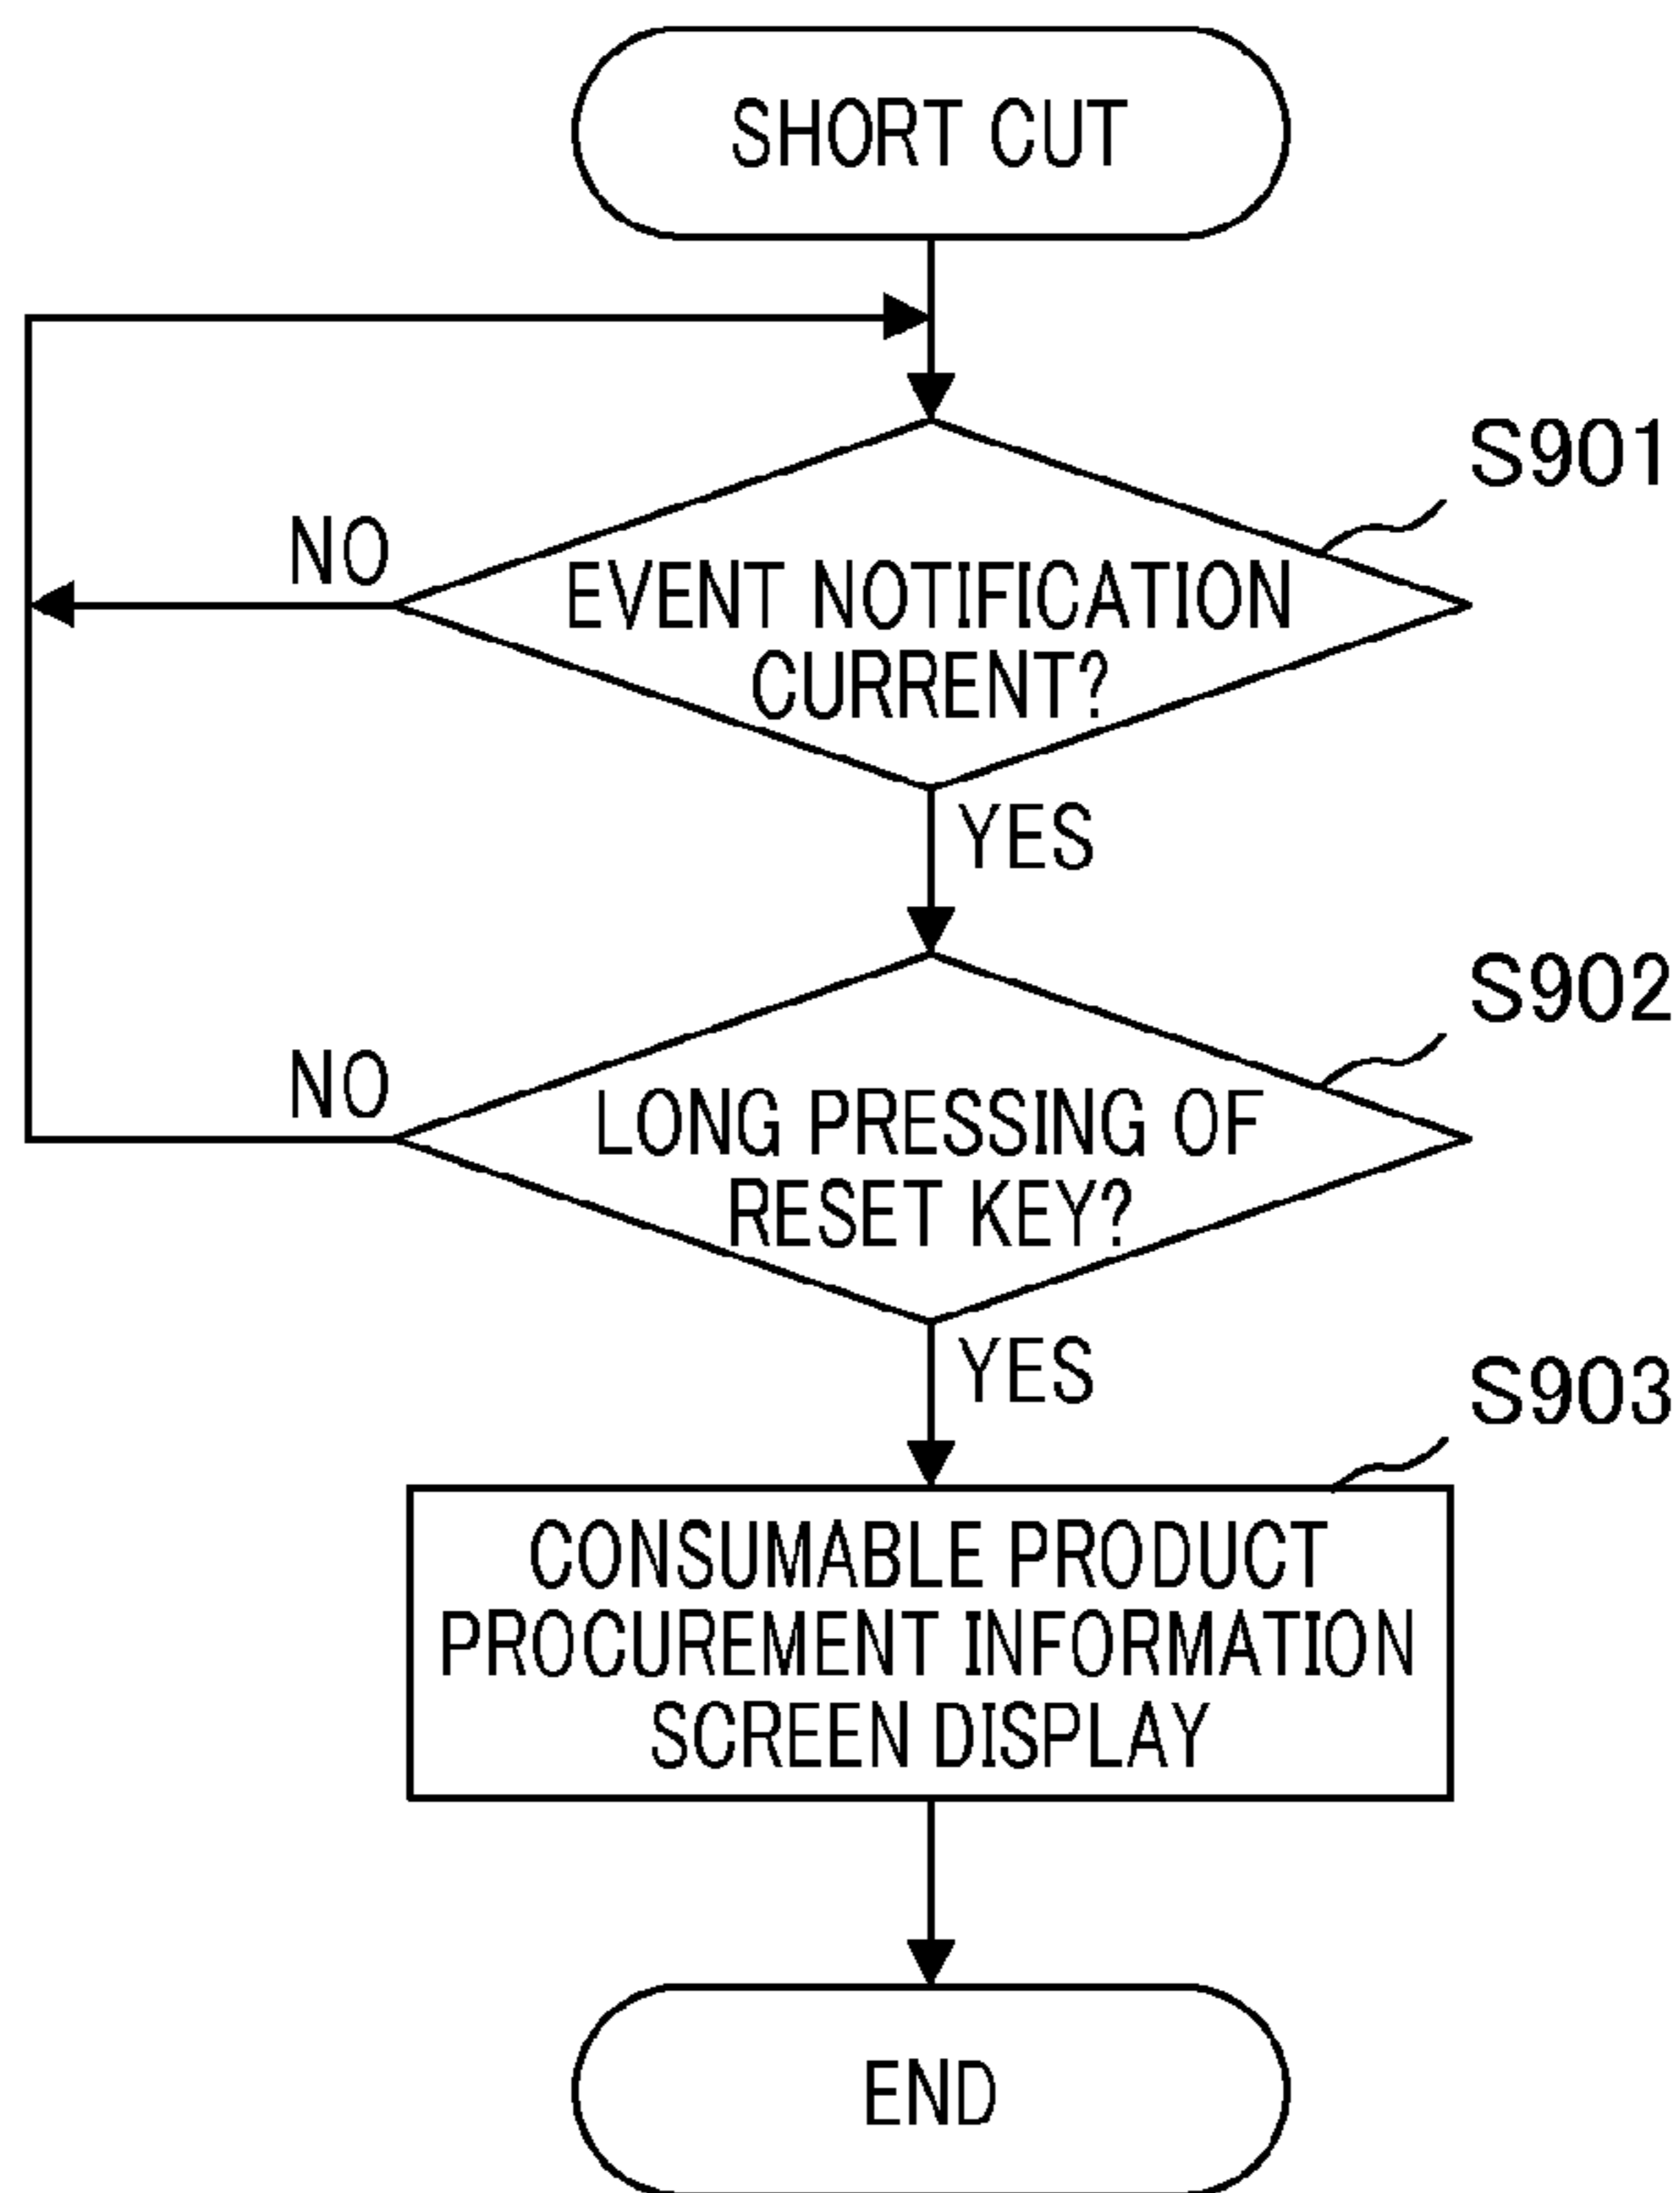 SHORT CUT
S901
NO
EVENT NOTIFICATION
CURRENT?
YES
S902
NO
LONG PRESSING OF
RESET KEY?
YES
S903
CONSUMABLE PRODUCT
PROCUREMENT INFORMATION
SCREEN DISPLAY
END